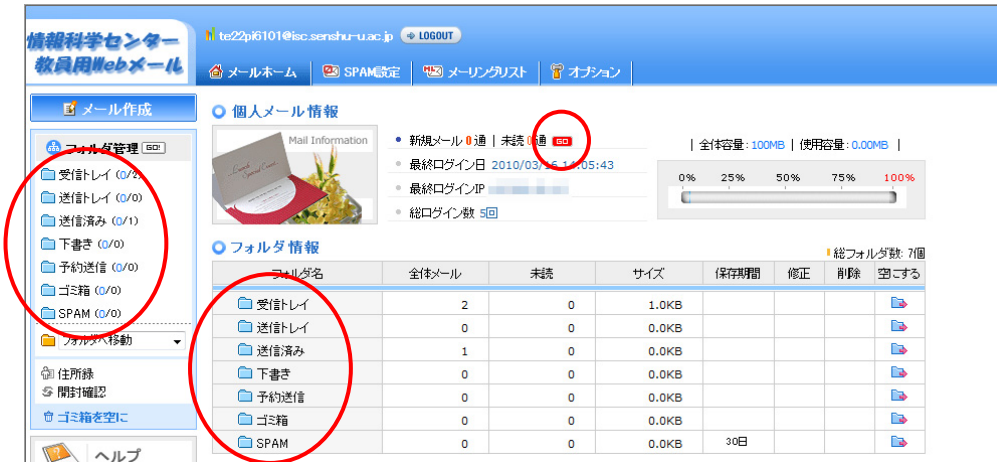 情報科学センター
教員用Webメール
te22pi6101@isc.senshu-u.ac.jp LOGOUT
メールホーム SPAM設定 メーリングリスト オプション
メール作成
フォルダ管理 GO!
受信トレイ (0/2)
送信トレイ (0/0)
送信済み (0/1)
下書き (0/0)
予約送信 (0/0)
ゴミ箱 (0/0)
SPAM (0/0)
フォルダへ移動
住所録
開封確認
ゴミ箱を空に
ヘルプ
個人メール情報
Mail Information
新規メール 0通 | 未読 0通 GO
最終ログイン日 2010/03/16 14:05:43
最終ログインIP
総ログイン数 5回
| 全体容量 : 100MB | 使用容量 : 0.00MB |
0% 25% 50% 75% 100%
フォルダ情報
総フォルダ数: 7個
フォルダ名 全体メール 未読 サイズ 保存期間 修正 削除 空にする
受信トレイ 2 0 1.0KB
送信トレイ 0 0 0.0KB
送信済み 1 0 0.0KB
下書き 0 0 0.0KB
予約送信 0 0 0.0KB
ゴミ箱 0 0 0.0KB
SPAM 0 0 0.0KB 30日